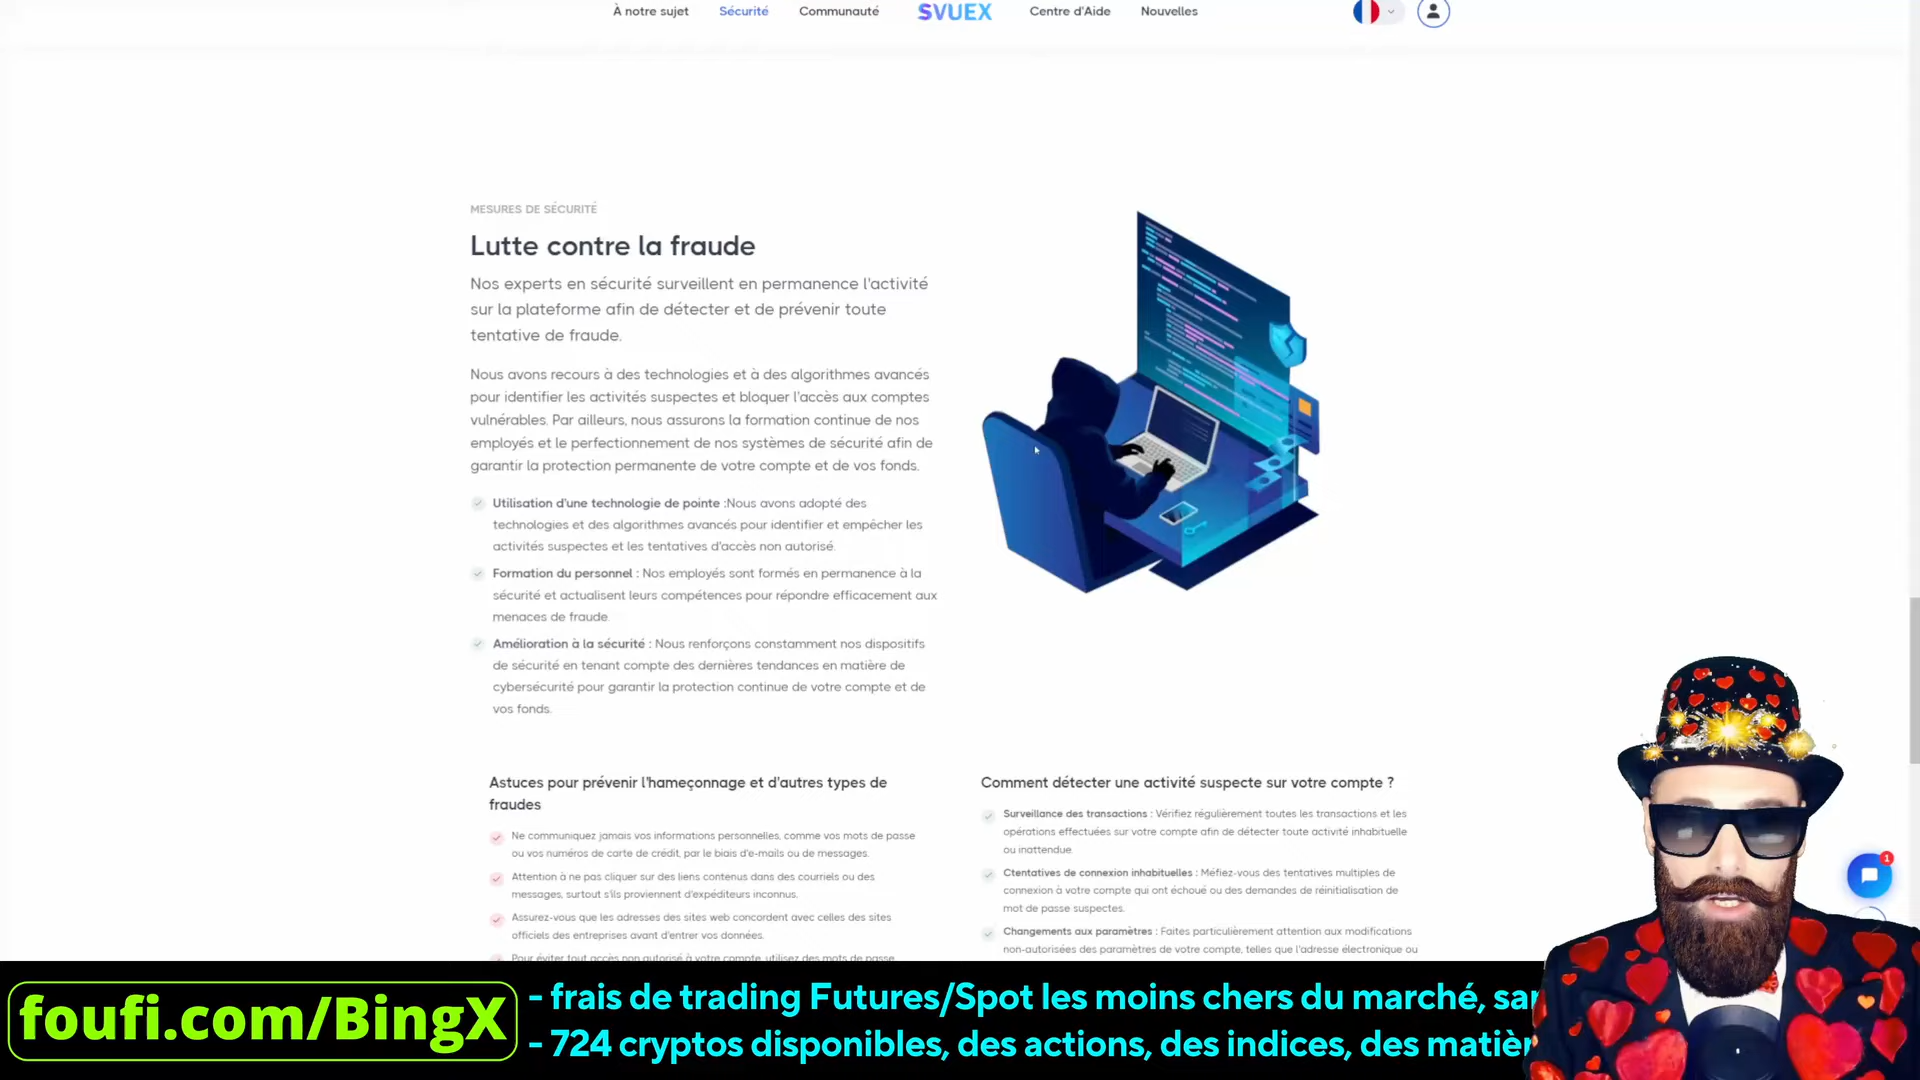 À notre sujet
Sécurité
Communauté
SVUEX
Centre d'Aide
Nouvelles
MESURES DE SÉCURITÉ
Lutte contre la fraude
Nos experts en sécurité surveillent en permanence l'activité
sur la plateforme afin de détecter et de prévenir toute
tentative de fraude.
Nous avons recours à des technologies et à des algorithmes avancés
pour identifier les activités suspectes et bloquer l'accès aux comptes
vulnérables. Par ailleurs, nous assurons la formation continue de nos
employés et le perfectionnement de nos systèmes de sécurité afin de
garantir la protection permanente de votre compte et de vos fonds.
Utilisation d'une technologie de pointe :Nous avons adopté des
technologies et des algorithmes avancés pour identifier et empêcher les
activités suspectes et les tentatives d'accès non autorisé.
Formation du personnel : Nos employés sont formés en permanence à la
sécurité et actualisent leurs compétences pour répondre efficacement aux
menaces de fraude.
Amélioration à la sécurité : Nous renforçons constamment nos dispositifs
de sécurité en tenant compte des dernières tendances en matière de
cybersécurité pour garantir la protection continue de votre compte et de
vos fonds.
Astuces pour prévenir l'hameçonnage et d'autres types de
fraudes
Ne communiquez jamais vos informations personnelles, comme vos mots de passe
ou vos numéros de carte de crédit, par le biais d'e-mails ou de messages.
Attention à ne pas cliquer sur des liens contenus dans des courriels ou des
messages, surtout s'ils proviennent d'expéditeurs inconnus.
Assurez-vous que les adresses des sites web concordent avec celles des sites
officiels des entreprises avant d'entrer vos données.
Pour éviter tout accès non autorisé à votre compte, utilisez des mots de passe
Comment détecter une activité suspecte sur votre compte ?
Surveillance des transactions : Vérifiez régulièrement toutes les transactions et les
opérations effectuées sur votre compte afin de détecter toute activité inhabituelle
ou inattendue.
Ctentatives de connexion inhabituelles : Méfiez-vous des tentatives multiples de
connexion à votre compte qui ont échoué ou des demandes de réinitialisation de
mot de passe suspectes.
Changements aux paramètres : Faites particulièrement attention aux modifications
non-autorisées des paramètres de votre compte, telles que l'adresse électronique ou
1
foufi.com/BingX
- frais de trading Futures/Spot les moins chers du marché,
- 724 cryptos disponibles, des actions, des indices, des